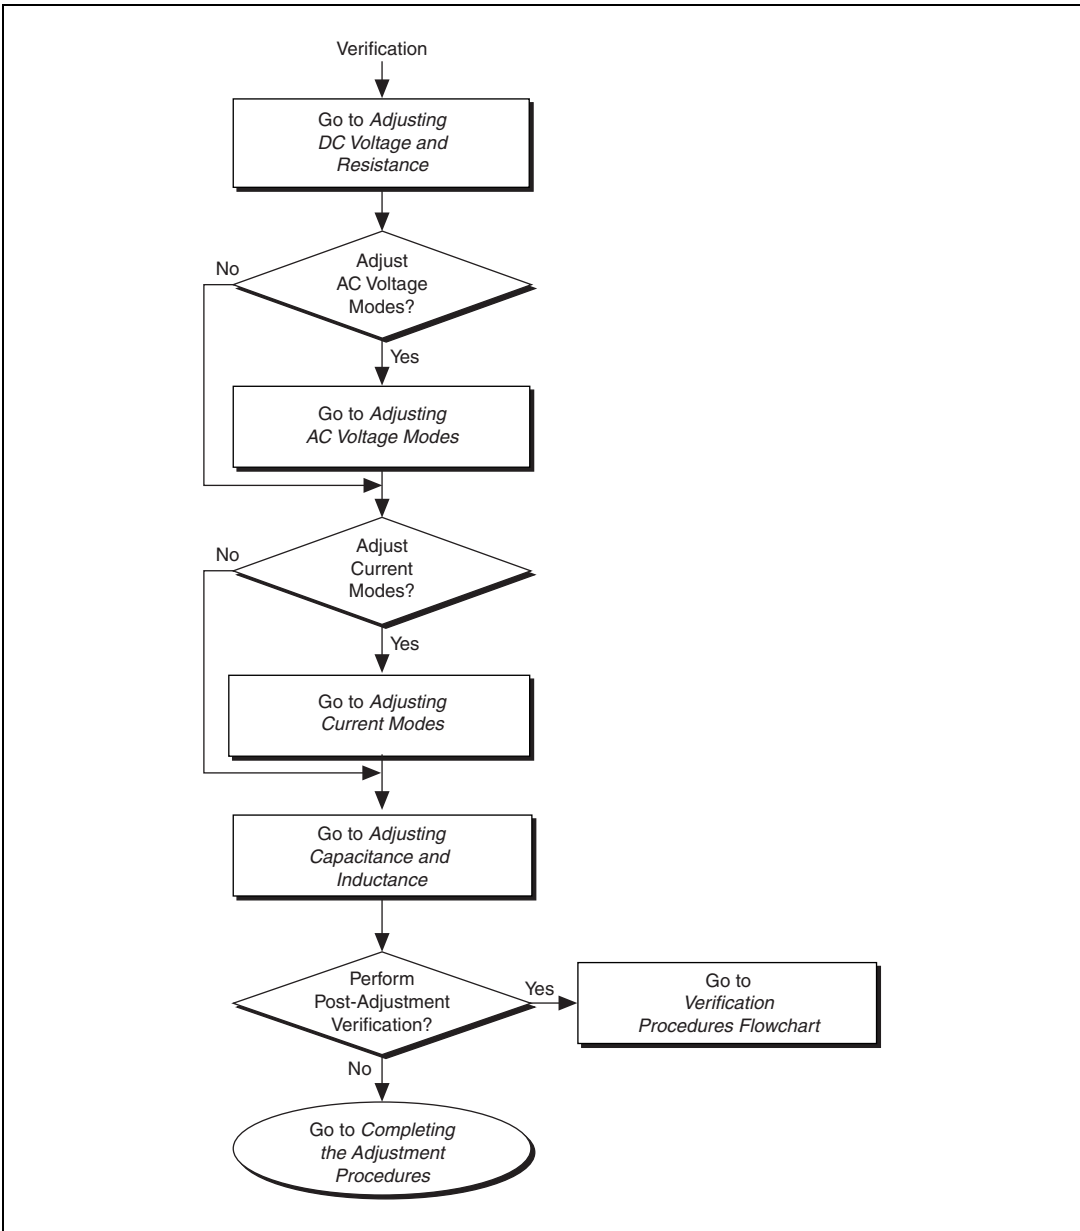 Verification
Go to Adjusting
DC Voltage and
Resistance
No
Adjust
AC Voltage
Modes?
Yes
Go to Adjusting
AC Voltage Modes
No
Adjust
Current
Modes?
Yes
Go to Adjusting
Current Modes
Go to Adjusting
Capacitance and
Inductance
Perform
Post-Adjustment
Verification?
Yes
Go to
Verification
Procedures Flowchart
No
Go to Completing
the Adjustment
Procedures